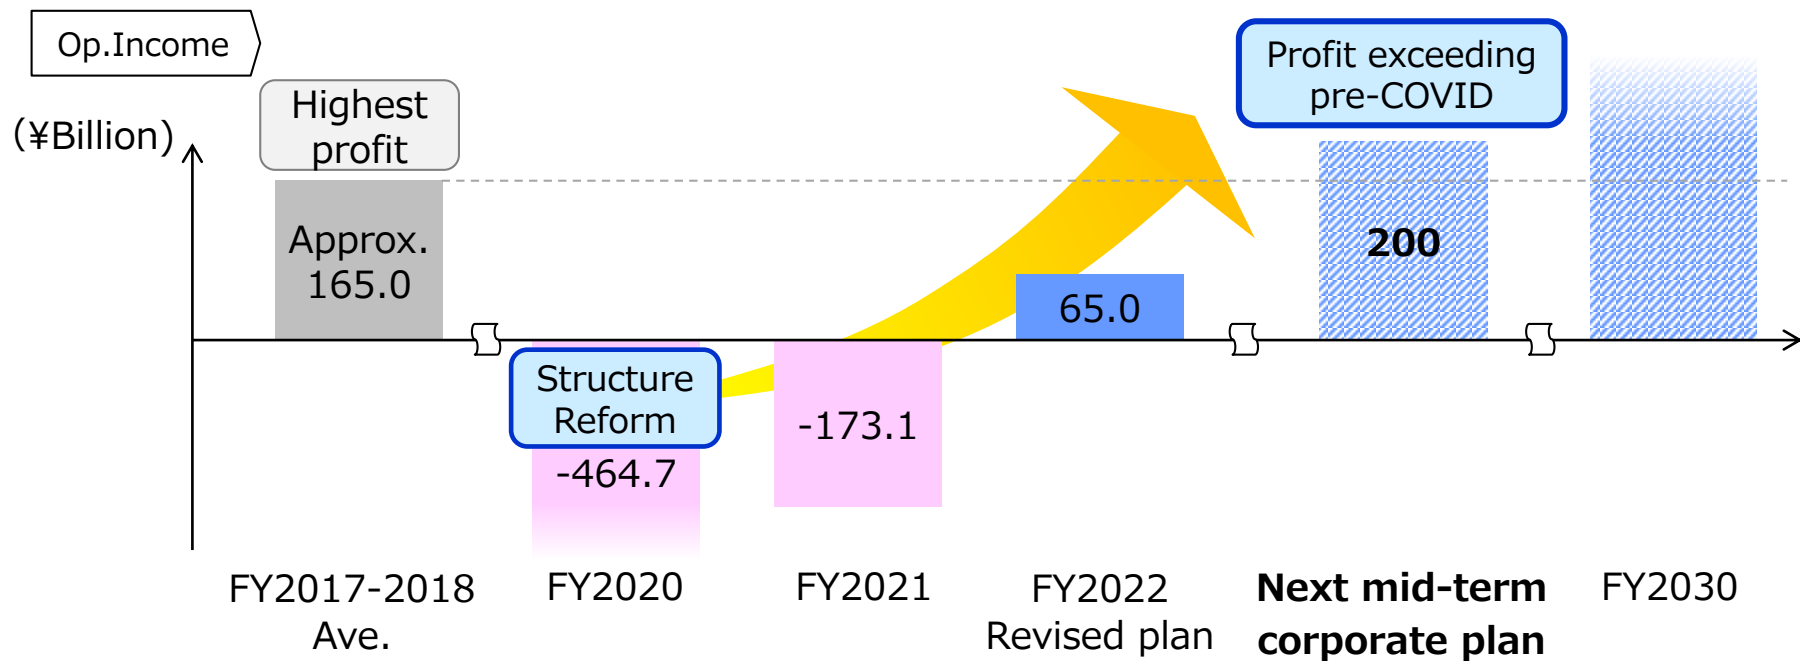 Op.Income
(¥Billion)
Highest
profit
Profit exceeding
pre-COVID
Approx.
165.0
200
65.0
Structure
Reform
-464.7
-173.1
FY2017-2018
Ave.
FY2020
FY2021
FY2022
Revised plan
Next mid-term
corporate plan
FY2030